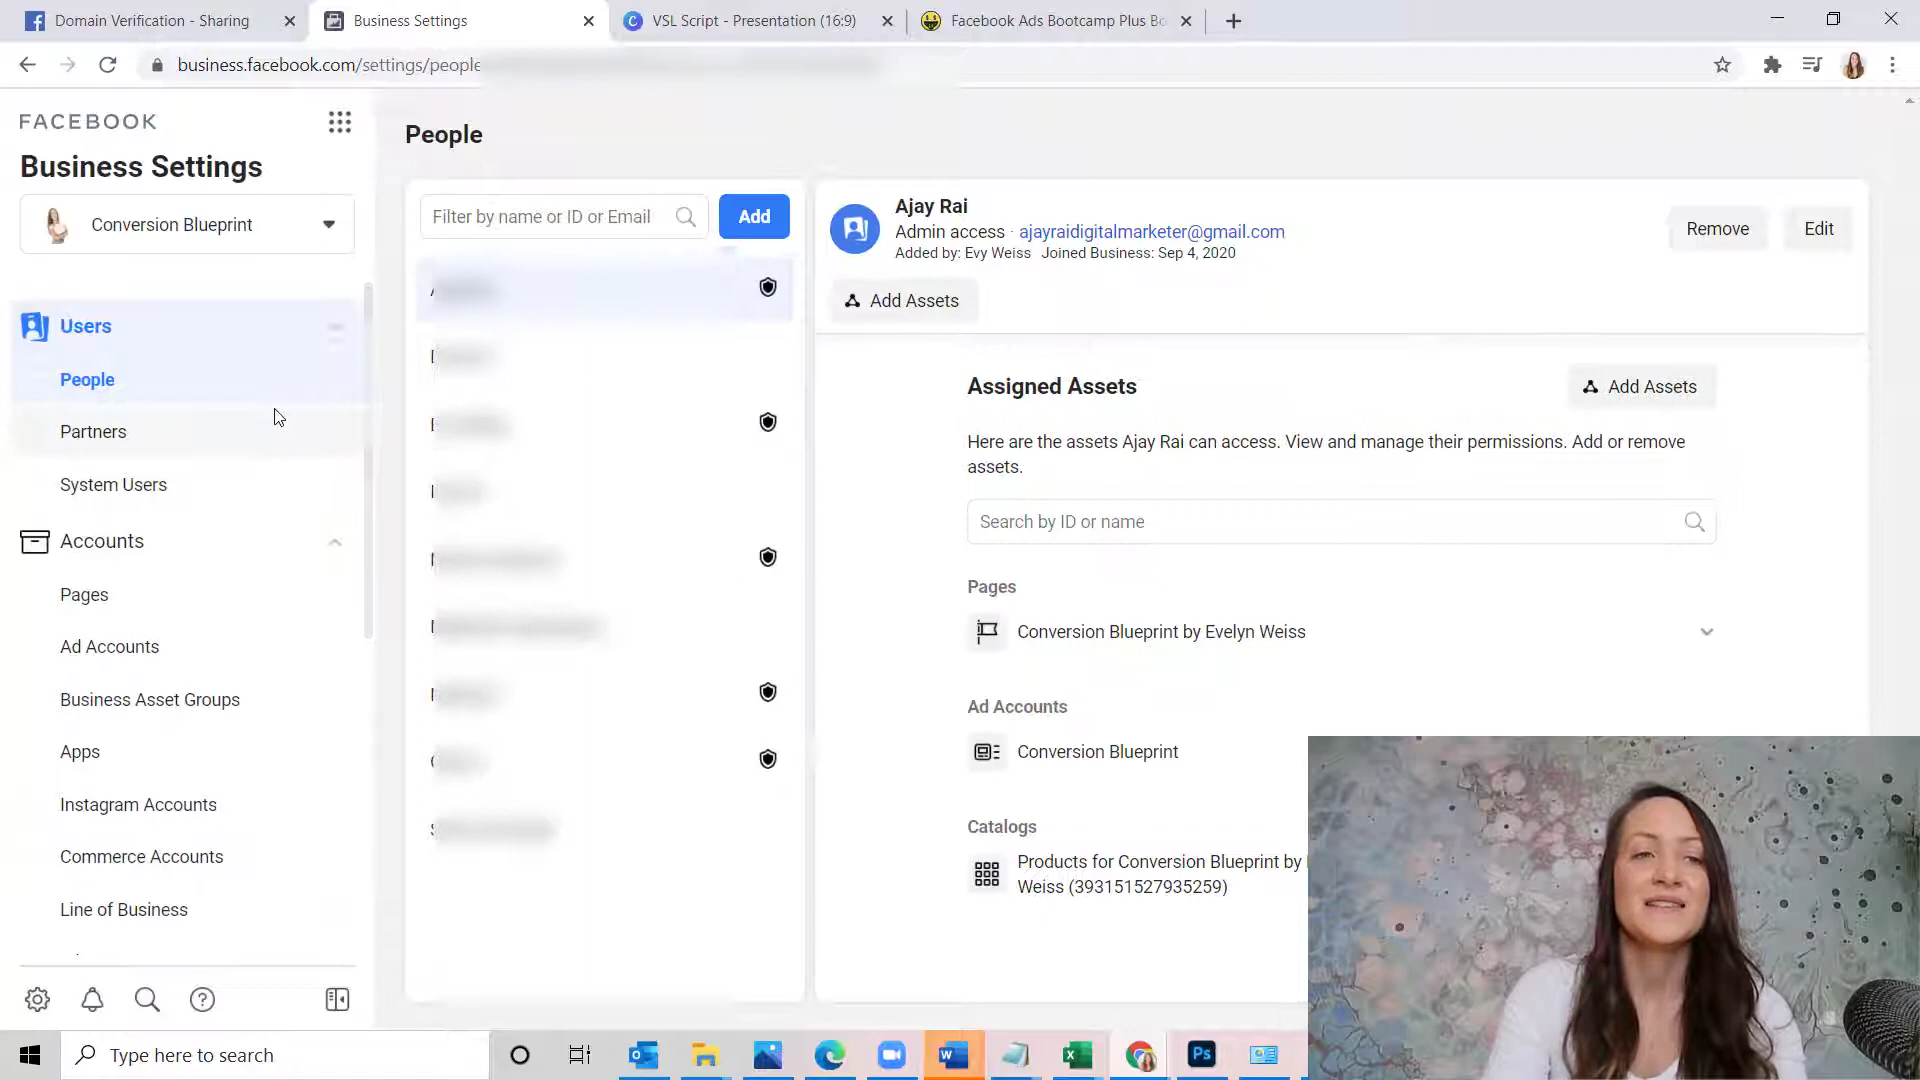 Domain Verification - Sharing
Business Settings
VSL Script - Presentation (16:9)
Facebook Ads Bootcamp Plus Bo
business.facebook.com/settings/people
FACEBOOK
Business Settings
Conversion Blueprint
Users
People
Partners
System Users
Accounts
Pages
Ad Accounts
Business Asset Groups
Apps
Instagram Accounts
Commerce Accounts
Line of Business
People
Filter by name or ID or Email
Add
Ajay Rai
Admin access · ajayraidigitalmarketer@gmail.com
Added by: Evy Weiss Joined Business: Sep 4, 2020
Remove
Edit
Add Assets
Assigned Assets
Add Assets
Here are the assets Ajay Rai can access. View and manage their permissions. Add or remove
assets.
Search by ID or name
Pages
Conversion Blueprint by Evelyn Weiss
Ad Accounts
Conversion Blueprint
Catalogs
Products for Conversion Blueprint by
Weiss (393151527935259)
Type here to search
Ps